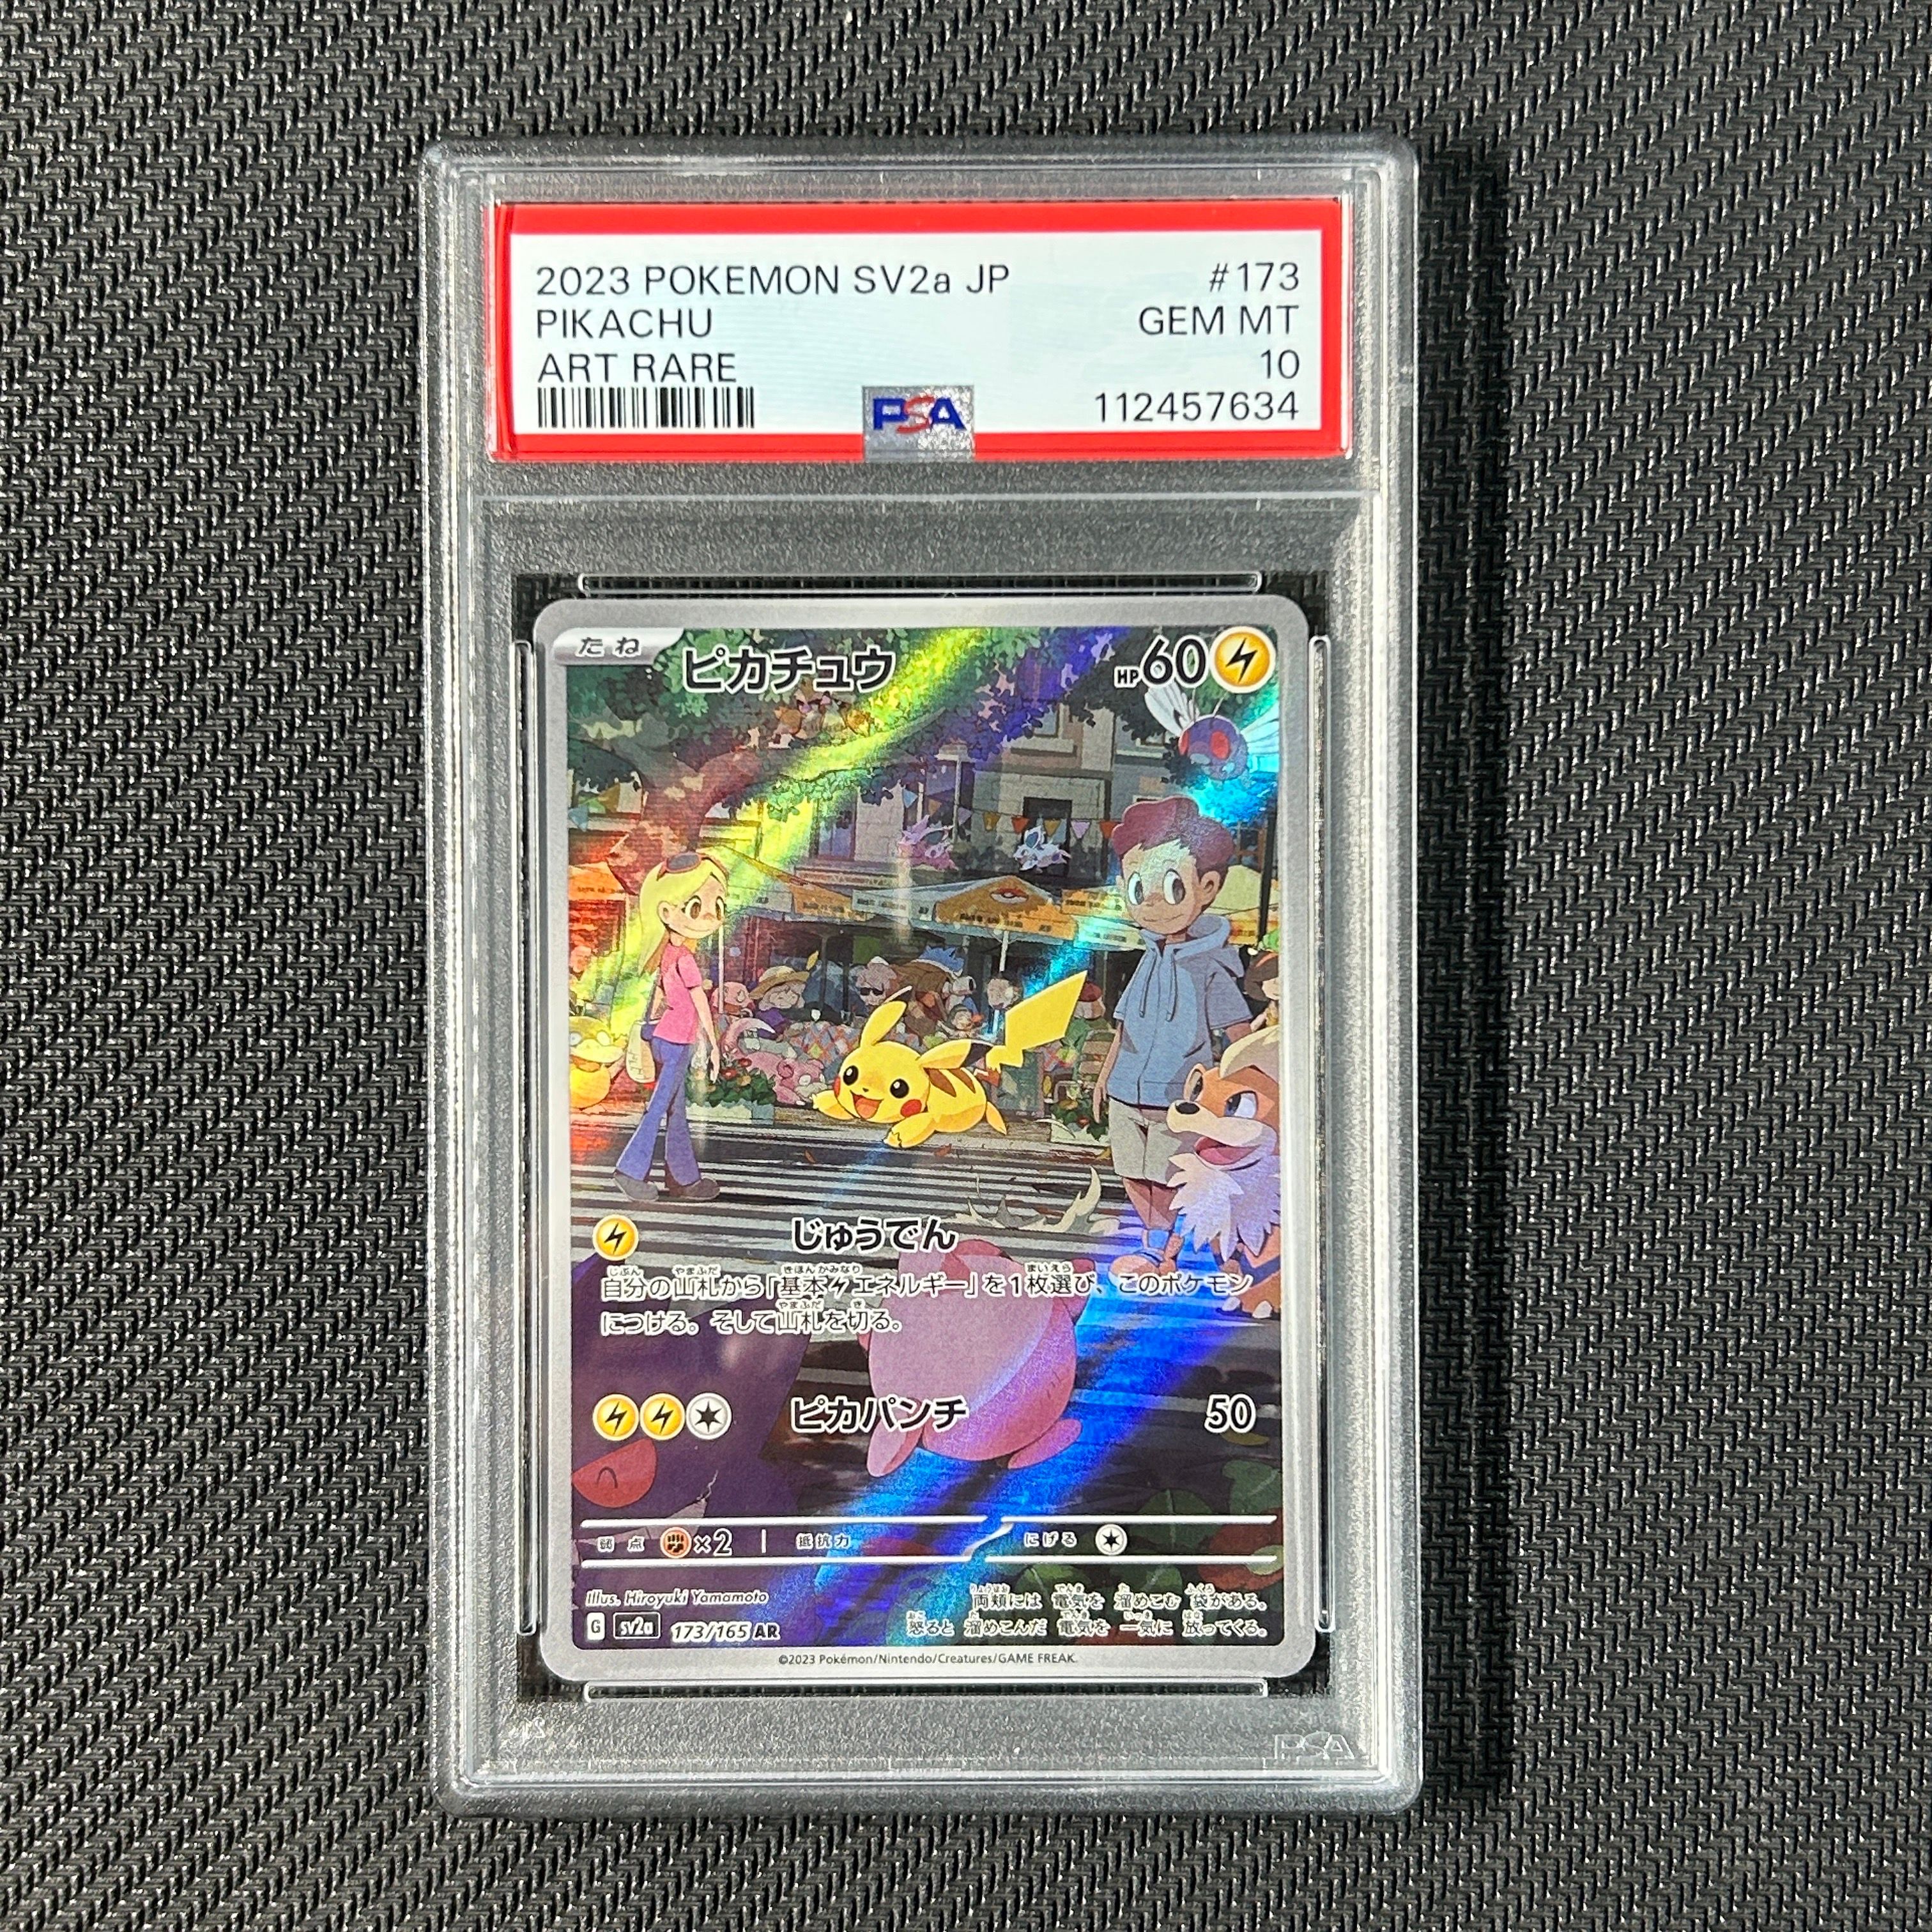 2023 POKEMON SV2a JP #173
PIKACHU GEM MT
ART RARE 10
PSA 112457634
たね ピカチュウ HP60
じゅうでん
自分の山札から「基本エネルギー」を1枚選び、このポケモン
につける。そして山札を切る。
ピカパンチ 50
弱点 ×2 抵抗力 にげる
Illus. Hiroyuki Yamamoto
両頬には 電気を 溜めこむ 袋がある。
怒ると 溜めこんだ 電気を 一気に 放ってくる。
G sv2a 173/165 AR
©2023 Pokémon/Nintendo/Creatures/GAME FREAK.
PSA